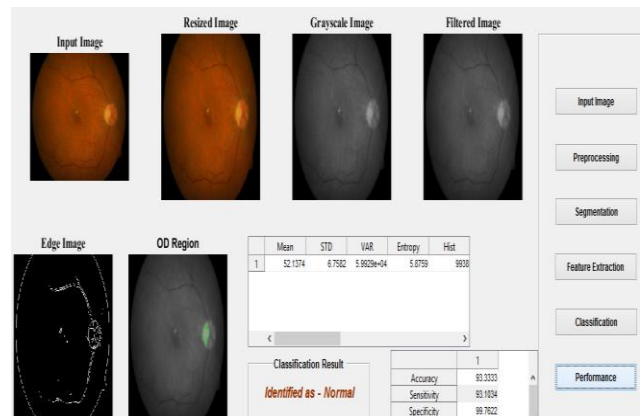 Input Image
Resized Image
Grayscale Image
Filtered Image
Input Image
Preprocessing
Segmentation
Feature Extraction
Classification
Performance
Edge Image
OD Region
Mean STD VAR Entropy Hist
1 52.1374 6.7582 5.9929e+04 5.8759 9938
Classification Result
Identified as - Normal
1
Accuracy 93.3333
Sensitivity 93.1034
Specificity 99.7622